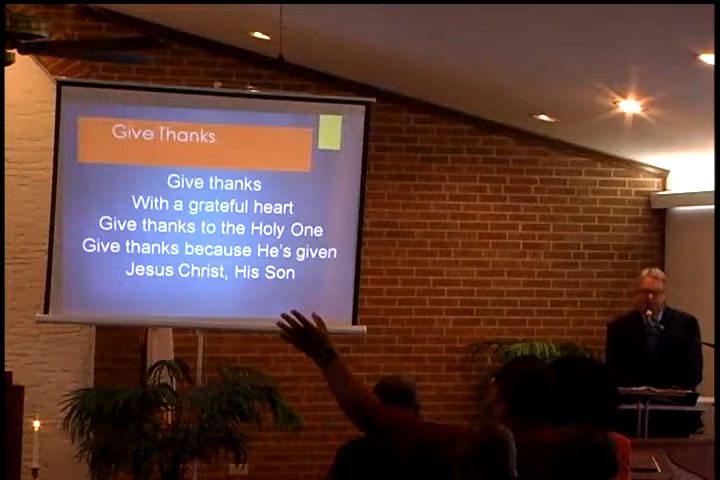 Give Thanks
Give thanks
With a grateful heart
Give thanks to the Holy One
Give thanks because He's given
Jesus Christ, His Son